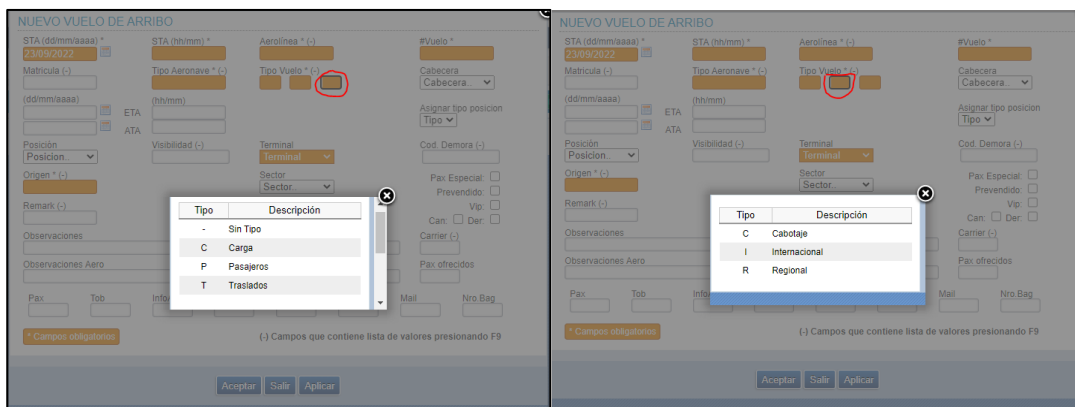 NUEVO VUELO DE ARRIBO
STA (dd/mm/aaaa) * STA (hh/mm) * Aerolínea * (-) #Vuelo *
23/09/2022
Matricula (-) Tipo Aeronave * (-) Tipo Vuelo * (-) Cabecera
Cabecera..
(dd/mm/aaaa) (hh/mm) Asignar tipo posicion
ETA Tipo
ATA
Posición Visibilidad (-) Terminal Cod. Demora (-)
Posicion.. Terminal
Origen * (-) Sector Pax Especial:
Sector.. Prevendido:
Remark (-) Vip:
Can: Der:
Observaciones Carrier (-)
Observaciones Aero Pax ofrecidos
Pax Tob Mail Nro.Bag
Tipo Descripción
- Sin Tipo
C Carga
P Pasajeros
T Traslados
* Campos obligatorios (-) Campos que contiene lista de valores presionando F9
Aceptar Salir Aplicar
NUEVO VUELO DE ARRIBO
STA (dd/mm/aaaa) * STA (hh/mm) * Aerolínea * (-) #Vuelo *
23/09/2022
Matricula (-) Tipo Aeronave * (-) Tipo Vuelo * (-) Cabecera
Cabecera..
(dd/mm/aaaa) (hh/mm) Asignar tipo posicion
ETA Tipo
ATA
Posición Visibilidad (-) Terminal Cod. Demora (-)
Posicion.. Terminal
Origen * (-) Sector Pax Especial:
Sector.. Prevendido:
Remark (-) Vip:
Can: Der:
Observaciones Carrier (-)
Observaciones Aero Pax ofrecidos
Pax Tob Mail Nro.Bag
Tipo Descripción
C Cabotaje
I Internacional
R Regional
* Campos obligatorios (-) Campos que contiene lista de valores presionando F9
Aceptar Salir Aplicar